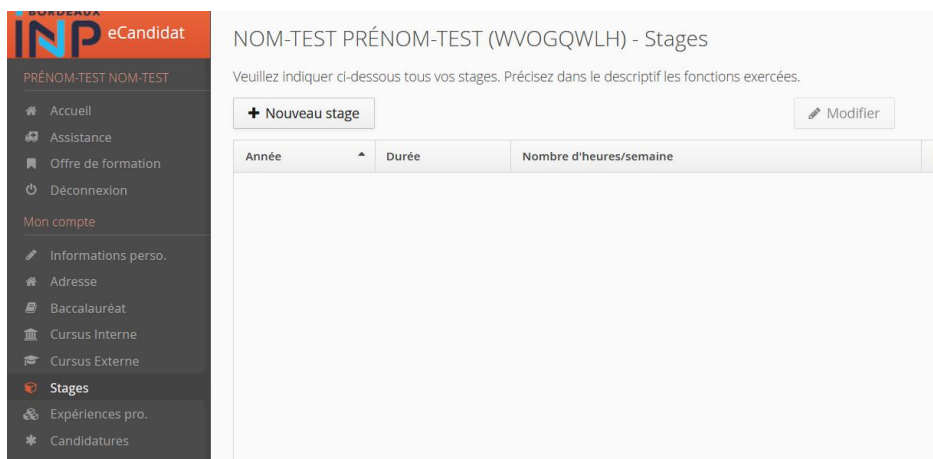 BORDEAUX
INP eCandidat
PRÉNOM-TEST NOM-TEST
Accueil
Assistance
Offre de formation
Déconnexion
Mon compte
Informations perso.
Adresse
Baccalauréat
Cursus Interne
Cursus Externe
Stages
Expériences pro.
Candidatures
NOM-TEST PRÉNOM-TEST (WVOGQWLH) - Stages
Veuillez indiquer ci-dessous tous vos stages. Précisez dans le descriptif les fonctions exercées.
+ Nouveau stage Modifier
Année Durée Nombre d'heures/semaine